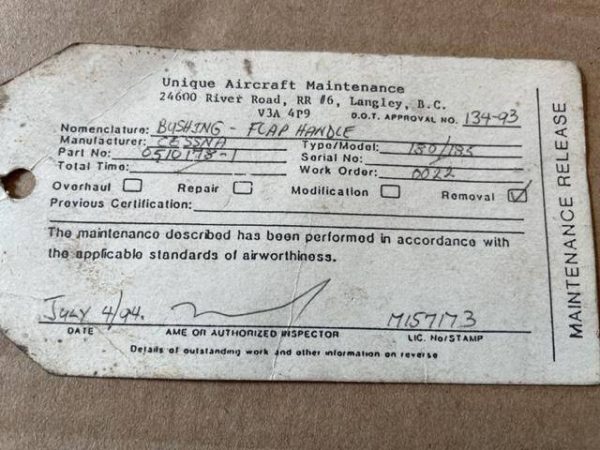 Unique Aircraft Maintenance
24600 River Road, RR #6, Langley, B.C.
V3A 4P9 D.O.T. APPROVAL NO. 134-93
Nomenclature: BUSHING - FLAP HANDLE
Manufacturer: CESSNA Type/Model: 180/185
Part No: 0510178-1 Serial No:
Total Time: Work Order: 0022
Overhaul Repair Modification Removal ✓
Previous Certification:
The maintenance described has been performed in accordance with
the applicable standards of airworthiness.
July 4/94. M157173
DATE AME OR AUTHORIZED INSPECTOR LIC. No/STAMP
Details of outstanding work and other information on reverse
MAINTENANCE RELEASE